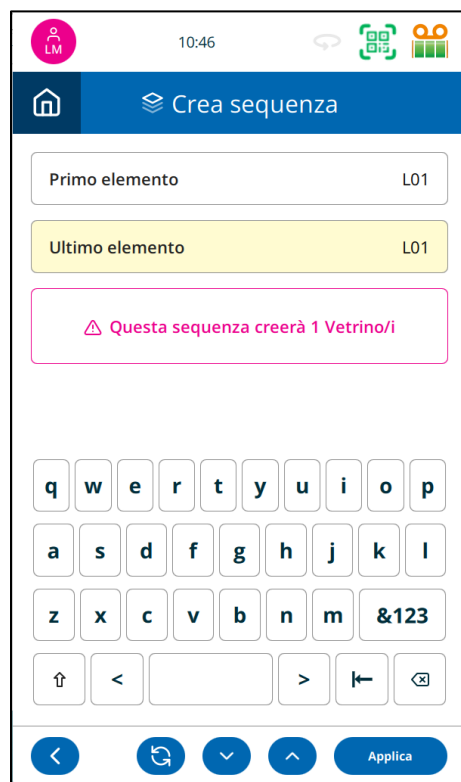 LM
10:46
Crea sequenza
Primo elemento L01
Ultimo elemento L01
Questa sequenza creerà 1 Vetrino/i
q w e r t y u i o p
a s d f g h j k l
z x c v b n m &123
< >
Applica